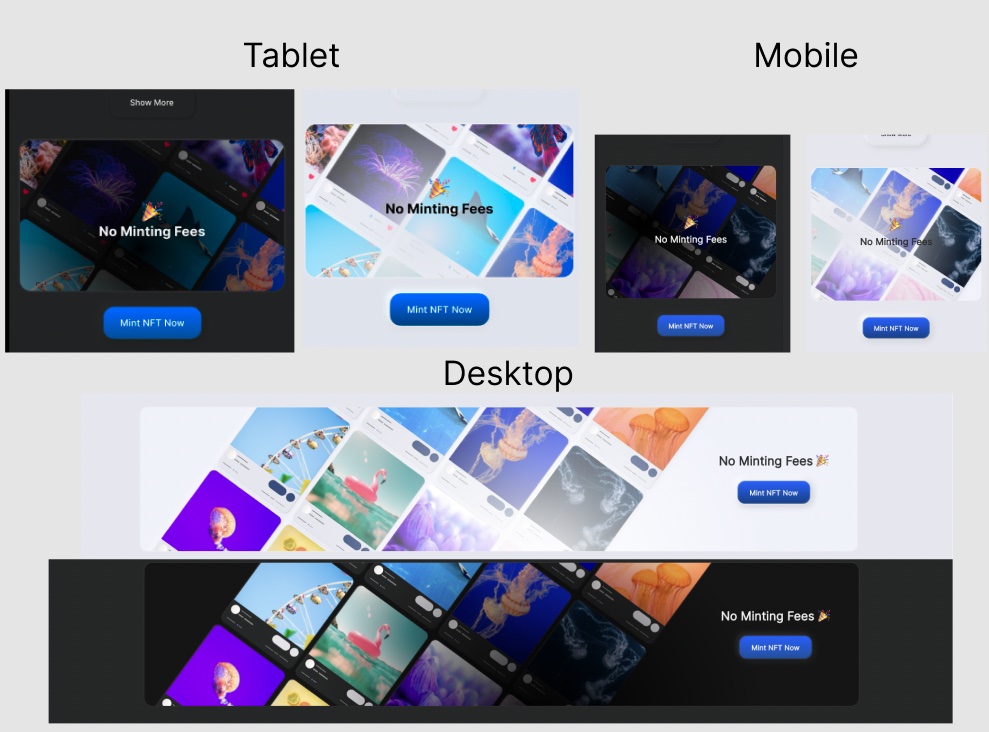 Tablet
Mobile
Show More
No Minting Fees
Mint NFT Now
No Minting Fees
Mint NFT Now
No Minting Fees
Mint NFT Now
No Minting Fees
Mint NFT Now
Desktop
No Minting Fees 🎉
Mint NFT Now
No Minting Fees 🎉
Mint NFT Now